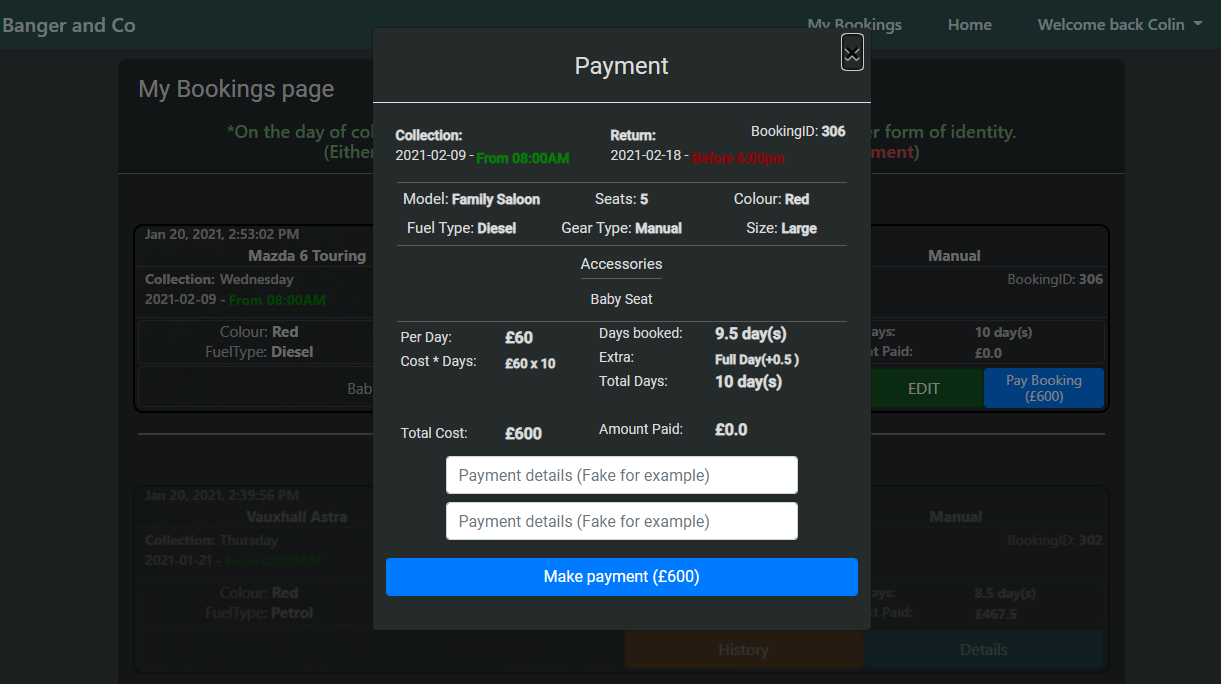 Banger and Co
My Bookings
Home
Welcome back Colin
My Bookings page
*On the day of col
er form of identity.
(Either
ment)
Payment
Collection:
2021-02-09 - From 08:00AM
Return:
2021-02-18 - Before 6:00pm
BookingID: 306
Model: Family Saloon
Seats: 5
Colour: Red
Fuel Type: Diesel
Gear Type: Manual
Size: Large
Accessories
Baby Seat
Per Day: £60
Days booked: 9.5 day(s)
Cost * Days: £60 x 10
Extra: Full Day(+0.5 )
Total Days: 10 day(s)
Total Cost: £600
Amount Paid: £0.0
Payment details (Fake for example)
Payment details (Fake for example)
Make payment (£600)
Jan 20, 2021, 2:53:02 PM
Mazda 6 Touring
Manual
Collection: Wednesday
BookingID: 306
2021-02-09 - From 08:00AM
Colour: Red
ays: 10 day(s)
FuelType: Diesel
t Paid: £0.0
Bab
EDIT
Pay Booking
(£600)
Jan 20, 2021, 2:39:56 PM
Vauxhall Astra
Manual
Collection: Thursday
BookingID: 302
2021-01-21 - From 08:00AM
Colour: Red
ays: 8.5 day(s)
FuelType: Petrol
t Paid: £467.5
History
Details